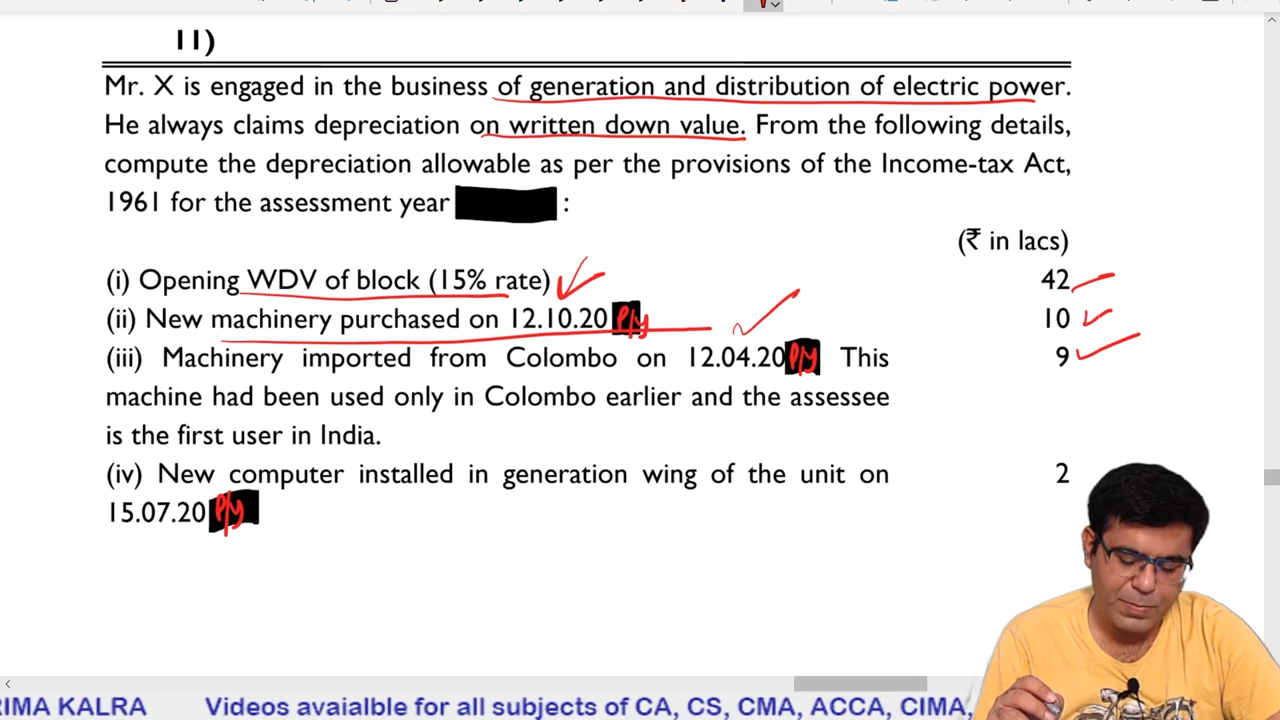 11)
Mr. X is engaged in the business of generation and distribution of electric power.
He always claims depreciation on written down value. From the following details,
compute the depreciation allowable as per the provisions of the Income-tax Act,
1961 for the assessment year :
(₹ in lacs)
(i) Opening WDV of block (15% rate) 42
(ii) New machinery purchased on 12.10.20 P/y 10
(iii) Machinery imported from Colombo on 12.04.20 P/y This 9
machine had been used only in Colombo earlier and the assessee
is the first user in India.
(iv) New computer installed in generation wing of the unit on 2
15.07.20 P/y
RIMA KALRA Videos avaialble for all subjects of CA, CS, CMA, ACCA, CIMA,